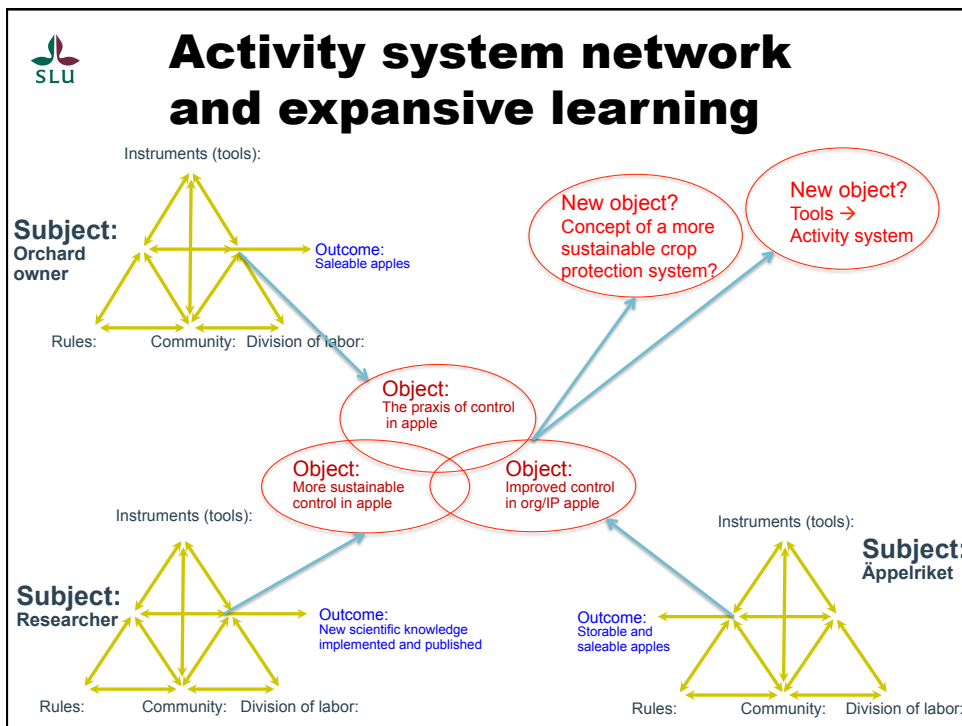 SLU
Activity system network
and expansive learning
Instruments (tools):
Subject:
Orchard
owner
Outcome:
Saleable apples
Rules:
Community:
Division of labor:
New object?
Concept of a more
sustainable crop
protection system?
New object?
Tools →
Activity system
Object:
The praxis of control
in apple
Object:
More sustainable
control in apple
Object:
Improved control
in org/IP apple
Instruments (tools):
Subject:
Researcher
Outcome:
New scientific knowledge
implemented and published
Rules:
Community:
Division of labor:
Instruments (tools):
Subject:
Äppelriket
Outcome:
Storable and
saleable apples
Rules:
Community:
Division of labor: